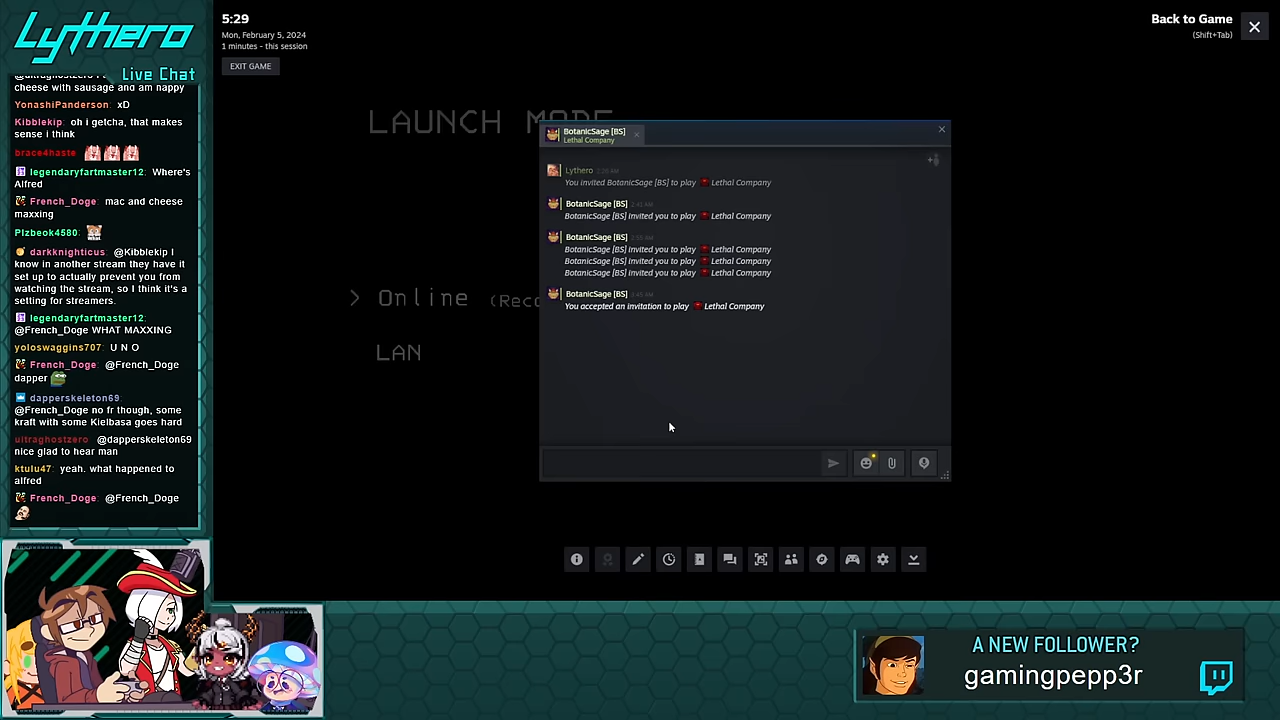 Lythero
Live Chat
cheese with sausage and am happy
YonashiPanderson: xD
Kibblekip: oh i getcha, that makes
sense i think
brace4haste
legendaryfartmaster12: Where's
Alfred
French_Doge: mac and cheese
maxxing
Plzbeok4580:
darkknighticus: @Kibblekip I
know in another stream they have it
set up to actually prevent you from
watching the stream, so I think it's a
setting for streamers.
legendaryfartmaster12:
@French_Doge WHAT MAXXING
yoloswaggins707: U N O
French_Doge: @French_Doge
dapper
dapperskeleton69:
@French_Doge no fr though, some
kraft with some Kielbasa goes hard
ultraghostzero @dapperskeleton69
nice glad to hear man
ktulu47: yeah. what happened to
alfred
French_Doge: @French_Doge
5:29
Mon, February 5, 2024
1 minutes - this session
EXIT GAME
Back to Game
(Shift+Tab)
LAUNCH MODE
> Online (Reco
LAN
BotanicSage [BS]
Lethal Company
Lythero
You invited BotanicSage [BS] to play Lethal Company
BotanicSage [BS]
BotanicSage [BS] invited you to play Lethal Company
BotanicSage [BS]
BotanicSage [BS] invited you to play Lethal Company
BotanicSage [BS] invited you to play Lethal Company
BotanicSage [BS] invited you to play Lethal Company
BotanicSage [BS]
You accepted an invitation to play Lethal Company
A NEW FOLLOWER?
gamingpepp3r